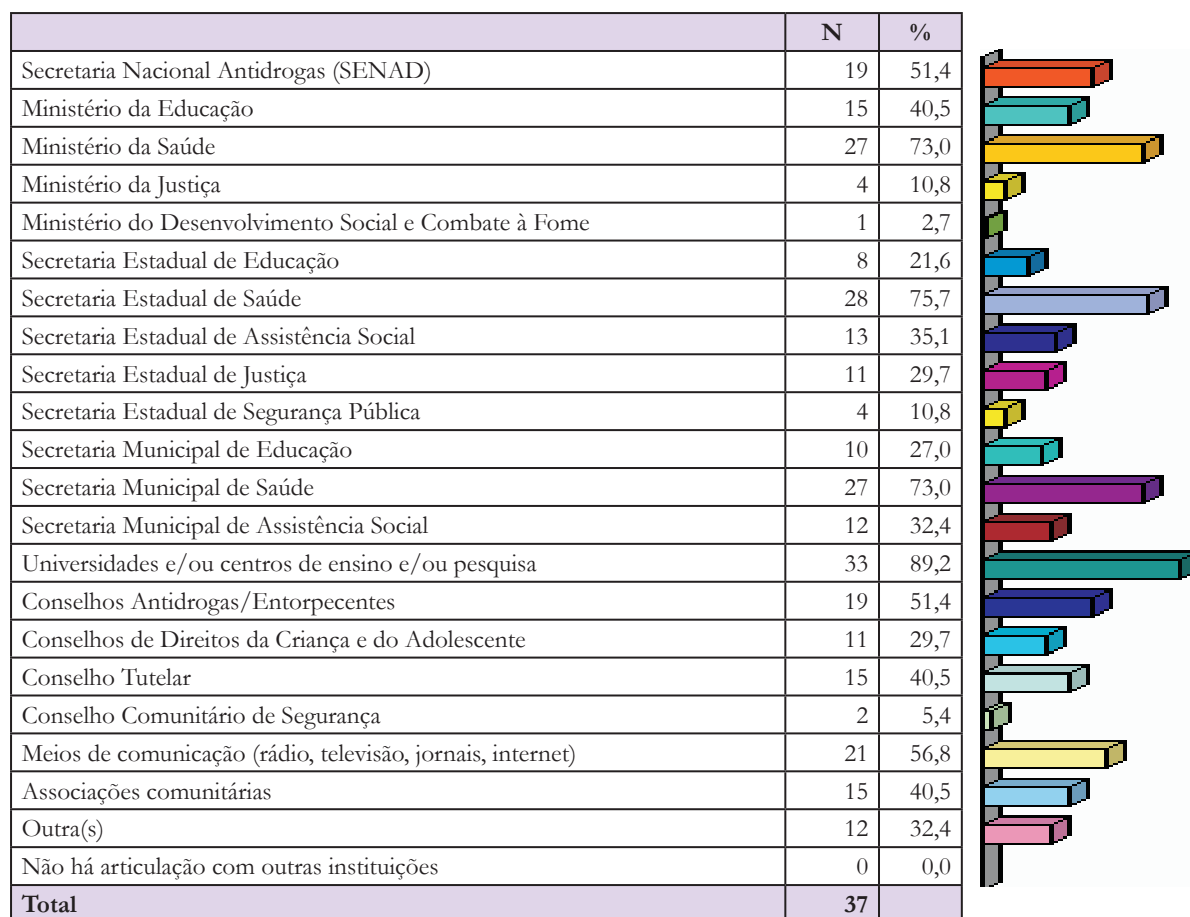 N %
Secretaria Nacional Antidrogas (SENAD) 19 51,4
Ministério da Educação 15 40,5
Ministério da Saúde 27 73,0
Ministério da Justiça 4 10,8
Ministério do Desenvolvimento Social e Combate à Fome 1 2,7
Secretaria Estadual de Educação 8 21,6
Secretaria Estadual de Saúde 28 75,7
Secretaria Estadual de Assistência Social 13 35,1
Secretaria Estadual de Justiça 11 29,7
Secretaria Estadual de Segurança Pública 4 10,8
Secretaria Municipal de Educação 10 27,0
Secretaria Municipal de Saúde 27 73,0
Secretaria Municipal de Assistência Social 12 32,4
Universidades e/ou centros de ensino e/ou pesquisa 33 89,2
Conselhos Antidrogas/Entorpecentes 19 51,4
Conselhos de Direitos da Criança e do Adolescente 11 29,7
Conselho Tutelar 15 40,5
Conselho Comunitário de Segurança 2 5,4
Meios de comunicação (rádio, televisão, jornais, internet) 21 56,8
Associações comunitárias 15 40,5
Outra(s) 12 32,4
Não há articulação com outras instituições 0 0,0
Total 37